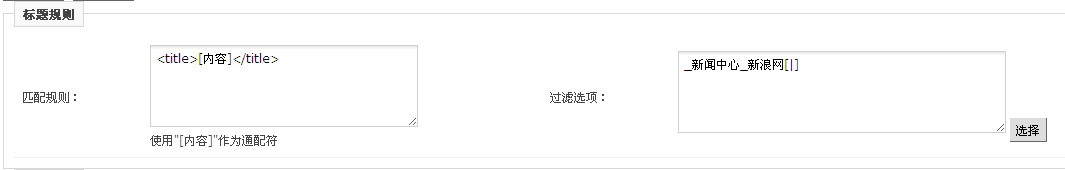 标题规则
匹配规则：
<title>[内容]</title>
使用"[内容]"作为通配符
过滤选项：
_新闻中心_新浪网[|]
选择